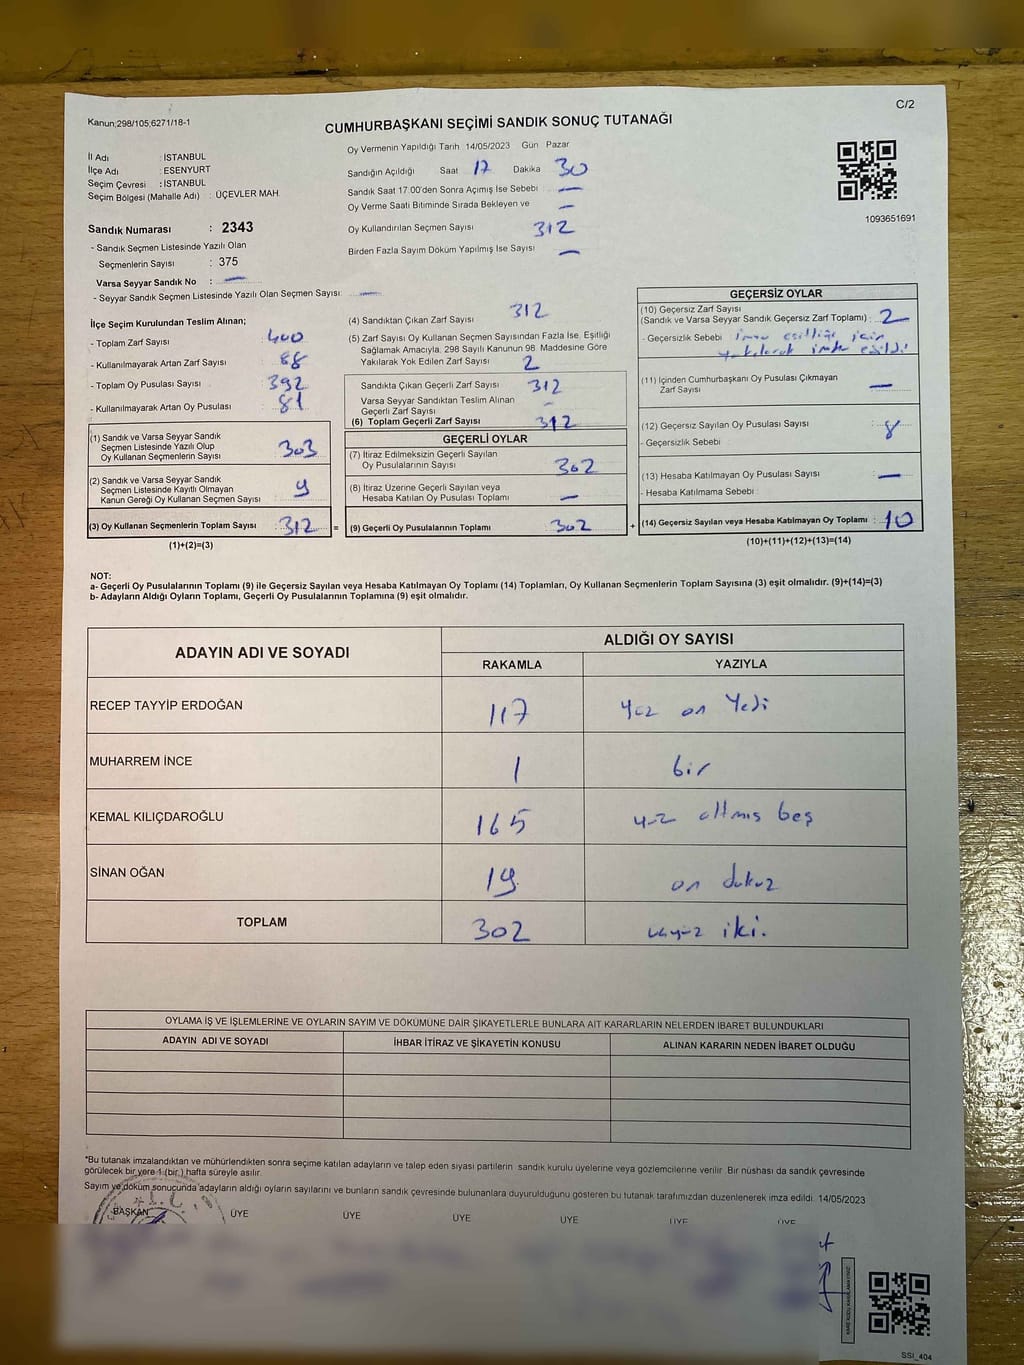 C/2
Kanun;298/105,6271/18-1
CUMHURBAŞKANI SEÇİMİ SANDIK SONUÇ TUTANAĞI
İl Adı : İSTANBUL
İlçe Adı : ESENYURT
Seçim Çevresi : İSTANBUL
Seçim Bölgesi (Mahalle Adı) : ÜÇEVLER MAH.
Sandık Numarası : 2343
- Sandık Seçmen Listesinde Yazılı Olan
Seçmenlerin Sayısı : 375
Varsa Seyyar Sandık No : —
- Seyyar Sandık Seçmen Listesinde Yazılı Olan Seçmen Sayısı: —
Oy Vermenin Yapıldığı Tarih 14/05/2023 Gün Pazar
Sandığın Açıldığı Saat 17 Dakika 30
Sandık Saat 17.00'den Sonra Açımış İse Sebebi —
Oy Verme Saati Bitiminde Sırada Bekleyen ve —
Oy Kullandırılan Seçmen Sayısı 312
Birden Fazla Sayım Döküm Yapılmış İse Sayısı —
1093651691
İlçe Seçim Kurulundan Teslim Alınan;
- Toplam Zarf Sayısı : 400
- Kullanılmayarak Artan Zarf Sayısı : 88
- Toplam Oy Pusulası Sayısı : 392
- Kullanılmayarak Artan Oy Pusulası : 81
(1) Sandık ve Varsa Seyyar Sandık
Seçmen Listesinde Yazılı Olup
Oy Kullanan Seçmenlerin Sayısı : 303
(2) Sandık ve Varsa Seyyar Sandık
Seçmen Listesinde Kayıtlı Olmayan
Kanun Gereği Oy Kullanan Seçmen Sayısı : 9
(3) Oy Kullanan Seçmenlerin Toplam Sayısı : 312 =
(1)+(2)=(3)
(4) Sandıktan Çıkan Zarf Sayısı : 312
(5) Zarf Sayısı Oy Kullanan Seçmen Sayısından Fazla İse, Eşitliği
Sağlamak Amacıyla, 298 Sayılı Kanunun 98. Maddesine Göre
Yakılarak Yok Edilen Zarf Sayısı : 2
Sandıkta Çıkan Geçerli Zarf Sayısı : 312
Varsa Seyyar Sandıktan Teslim Alınan
Geçerli Zarf Sayısı : —
(6) Toplam Geçerli Zarf Sayısı : 312
GEÇERLİ OYLAR
(7) İtiraz Edilmeksizin Geçerli Sayılan
Oy Pusulalarının Sayısı : 302
(8) İtiraz Üzerine Geçerli Sayılan veya
Hesaba Katılan Oy Pusulası Toplamı : —
(9) Geçerli Oy Pusulalarının Toplamı : 302 +
GEÇERSİZ OYLAR
(10) Geçersiz Zarf Sayısı
(Sandık ve Varsa Seyyar Sandık Geçersiz Zarf Toplamı) : 2
- Geçersizlik Sebebi : imza eşitliği için
yakılarak imha edildi
(11) İçinden Cumhurbaşkanı Oy Pusulası Çıkmayan
Zarf Sayısı : —
(12) Geçersiz Sayılan Oy Pusulası Sayısı : 8
- Geçersizlik Sebebi :
(13) Hesaba Katılmayan Oy Pusulası Sayısı : —
- Hesaba Katılmama Sebebi :
(14) Geçersiz Sayılan veya Hesaba Katılmayan Oy Toplamı : 10
(10)+(11)+(12)+(13)=(14)
NOT:
a- Geçerli Oy Pusulalarının Toplamı (9) ile Geçersiz Sayılan veya Hesaba Katılmayan Oy Toplamı (14) Toplamları, Oy Kullanan Seçmenlerin Toplam Sayısına (3) eşit olmalıdır. (9)+(14)=(3)
b- Adayların Aldığı Oyların Toplamı, Geçerli Oy Pusulalarının Toplamına (9) eşit olmalıdır.
ADAYIN ADI VE SOYADI ALDIĞI OY SAYISI
RAKAMLA YAZIYLA
RECEP TAYYİP ERDOĞAN 117 Yüz on Yedi
MUHARREM İNCE 1 bir
KEMAL KILIÇDAROĞLU 165 yüz altmış beş
SİNAN OĞAN 19 on dokuz
TOPLAM 302 üçyüz iki.
OYLAMA İŞ VE İŞLEMLERİNE VE OYLARIN SAYIM VE DÖKÜMÜNE DAİR ŞİKAYETLERLE BUNLARA AİT KARARLARIN NELERDEN İBARET BULUNDUKLARI
ADAYIN ADI VE SOYADI İHBAR İTİRAZ VE ŞİKAYETİN KONUSU ALINAN KARARIN NEDEN İBARET OLDUĞU
*Bu tutanak imzalandıktan ve mühürlendikten sonra seçime katılan adayların ve talep eden siyasi partilerin sandık kurulu üyelerine veya gözlemcilerine verilir. Bir nüshası da sandık çevresinde
görülecek bir yere 1 (bir ) hafta süreyle asılır.
Sayım ve döküm sonucunda adayların aldığı oyların sayılarını ve bunların sandık çevresinde bulunanlara duyurulduğunu gösteren bu tutanak tarafımızdan düzenlenerek imza edildi. 14/05/2023
T.C.
BAŞKAN ÜYE ÜYE ÜYE ÜYE ÜYE ÜYE
SSI_404